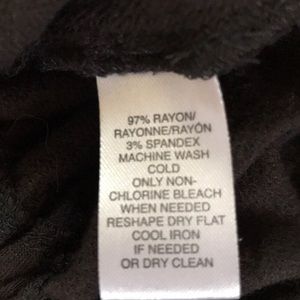 97% RAYON/
RAYONNE/RAYÓN
3% SPANDEX
MACHINE WASH
COLD
ONLY NON-
CHLORINE BLEACH
WHEN NEEDED
RESHAPE DRY FLAT
COOL IRON
IF NEEDED
OR DRY CLEAN